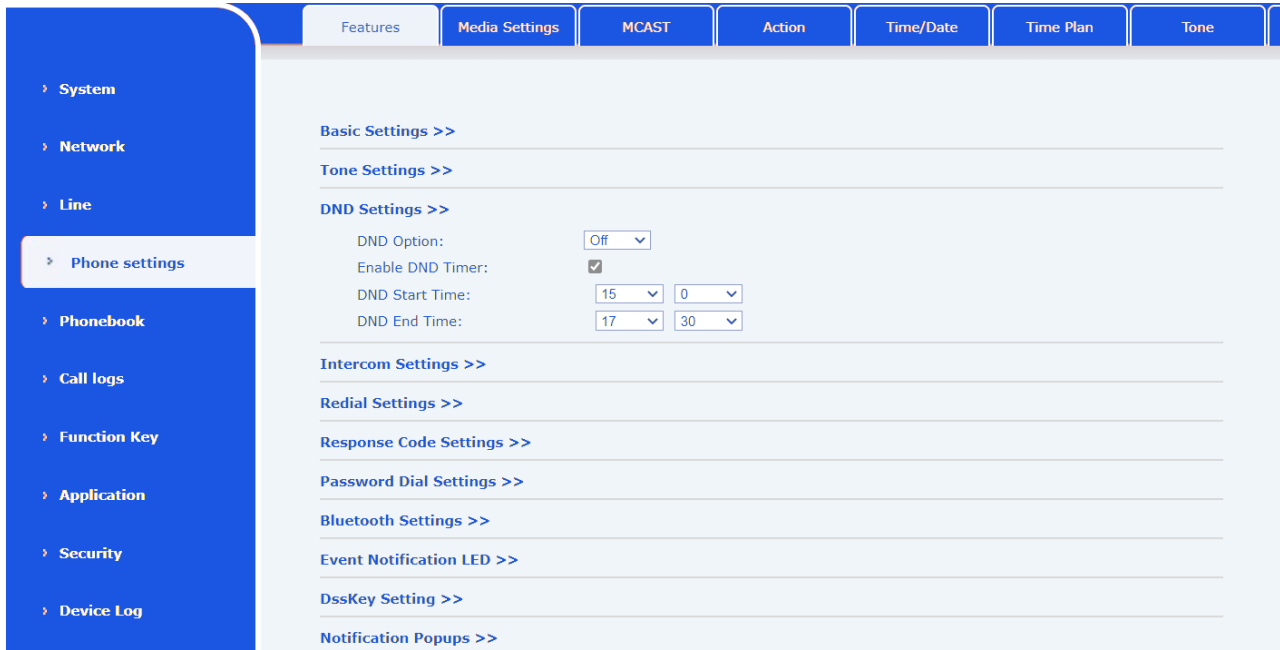 Features Media Settings MCAST Action Time/Date Time Plan Tone
System
Network
Line
Phone settings
Phonebook
Call logs
Function Key
Application
Security
Device Log
Basic Settings >>
Tone Settings >>
DND Settings >>
DND Option: Off
Enable DND Timer:
DND Start Time: 15 0
DND End Time: 17 30
Intercom Settings >>
Redial Settings >>
Response Code Settings >>
Password Dial Settings >>
Bluetooth Settings >>
Event Notification LED >>
DssKey Setting >>
Notification Popups >>